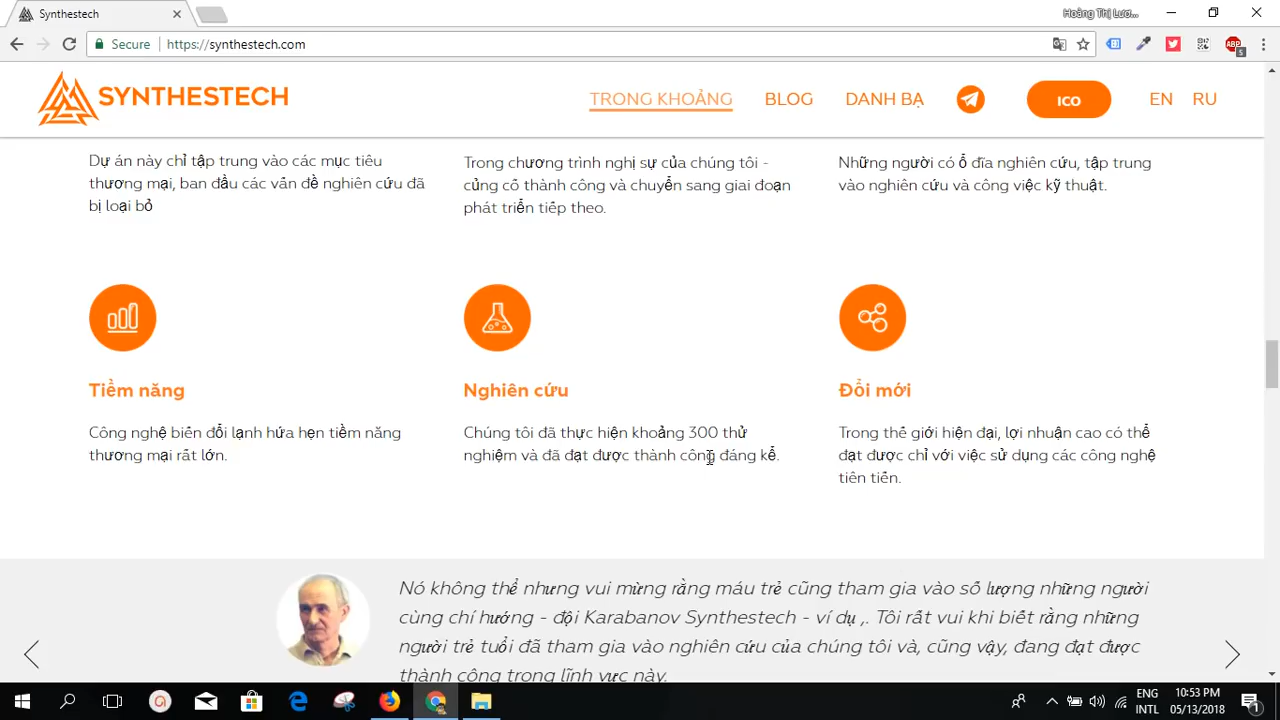 Synthestech
Hoàng Thị Lươ...
Secure
https://synthestech.com
SYNTHESTECH
TRONG KHOẢNG
BLOG
DANH BẠ
ICO
EN
RU
Dự án này chỉ tập trung vào các mục tiêu
thương mại, ban đầu các vấn đề nghiên cứu đã
bị loại bỏ
Trong chương trình nghị sự của chúng tôi -
củng cố thành công và chuyển sang giai đoạn
phát triển tiếp theo.
Những người có ổ đĩa nghiên cứu, tập trung
vào nghiên cứu và công việc kỹ thuật.
Tiềm năng
Công nghệ biến đổi lạnh hứa hẹn tiềm năng
thương mại rất lớn.
Nghiên cứu
Chúng tôi đã thực hiện khoảng 300 thử
nghiệm và đã đạt được thành công đáng kể.
Đổi mới
Trong thế giới hiện đại, lợi nhuận cao có thể
đạt được chỉ với việc sử dụng các công nghệ
tiên tiến.
Nó không thể nhưng vui mừng rằng máu trẻ cũng tham gia vào số lượng những người
cùng chí hướng - đội Karabanov Synthestech - ví dụ ,. Tôi rất vui khi biết rằng những
người trẻ tuổi đã tham gia vào nghiên cứu của chúng tôi và, cũng vậy, đang đạt được
thành công trong lĩnh vực này.
ABP
5
ENG
INTL
10:53 PM
05/13/2018
1